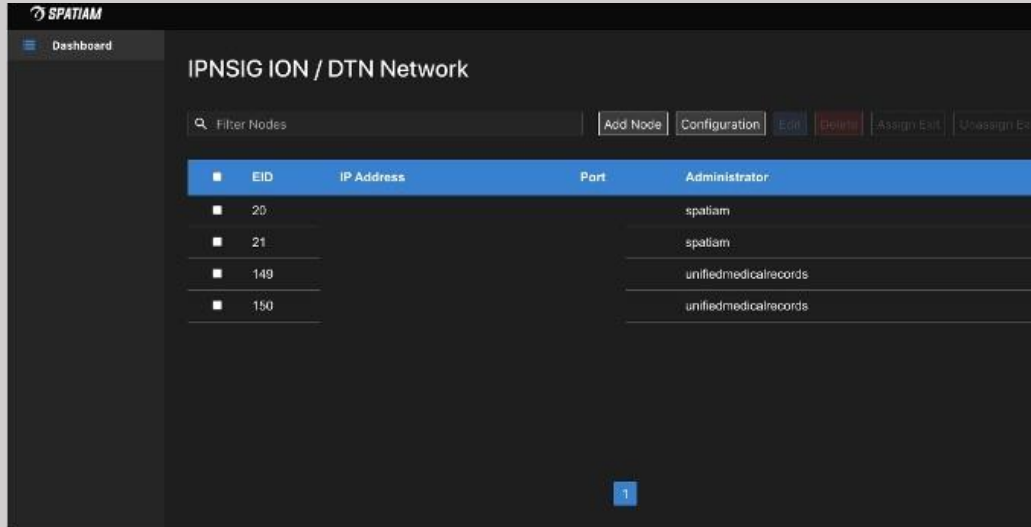 SPATIAM
Dashboard
IPNSIG ION / DTN Network
Filter Nodes
Add Node Configuration Edit Delete Assign Exit Unassign
EID IP Address Port Administrator
20 spatiam
21 spatiam
149 unifiedmedicalrecords
150 unifiedmedicalrecords
1